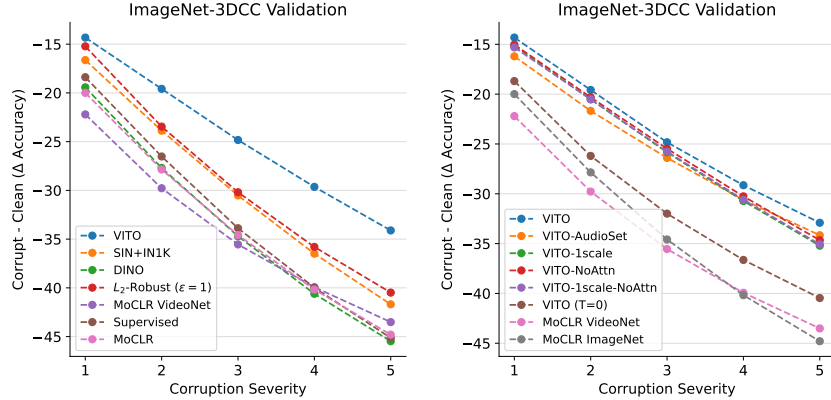 ImageNet-3DCC Validation
Corrupt - Clean (Δ Accuracy)
−15
−20
−25
−30
−35
−40
−45
VITO
SIN+IN1K
DINO
L2-Robust (ε = 1)
MoCLR VideoNet
Supervised
MoCLR
1 2 3 4 5
Corruption Severity
ImageNet-3DCC Validation
Corrupt - Clean (Δ Accuracy)
−15
−20
−25
−30
−35
−40
−45
VITO
VITO-AudioSet
VITO-1scale
VITO-NoAttn
VITO-1scale-NoAttn
VITO (T=0)
MoCLR VideoNet
MoCLR ImageNet
1 2 3 4 5
Corruption Severity